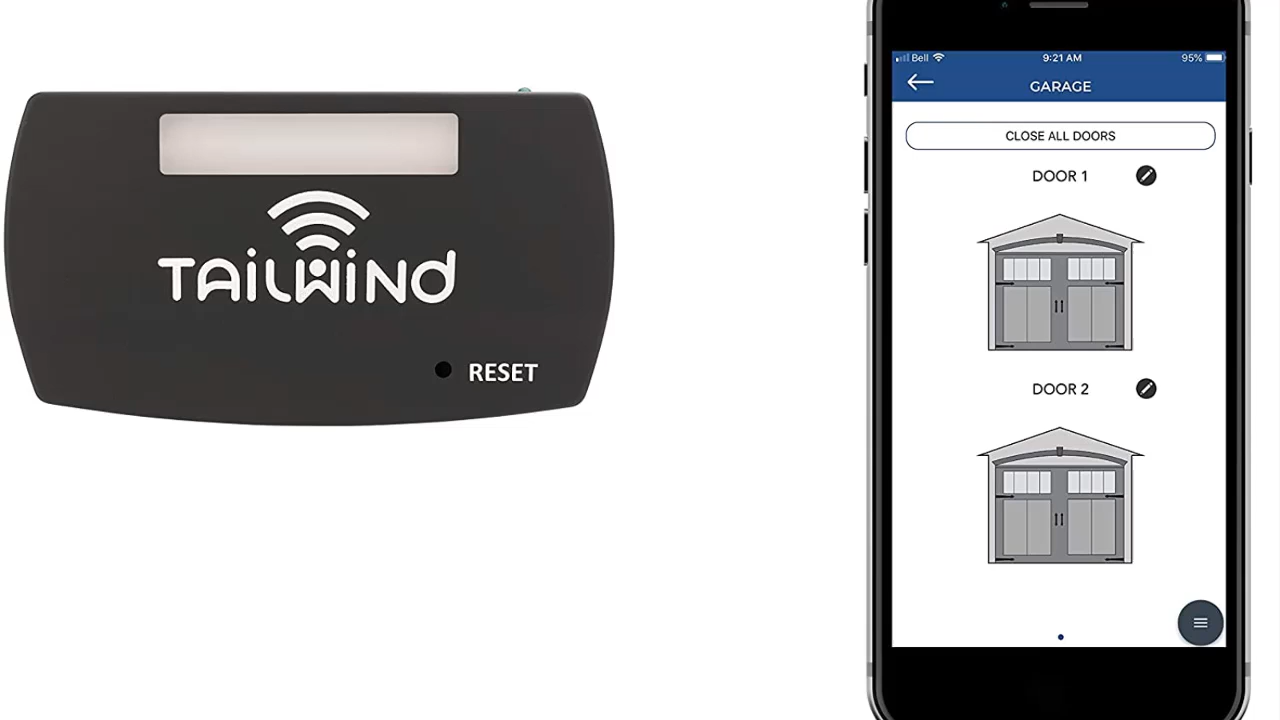 TAILWIND
RESET
Bell 9:21 AM 95%
GARAGE
CLOSE ALL DOORS
DOOR 1
DOOR 2